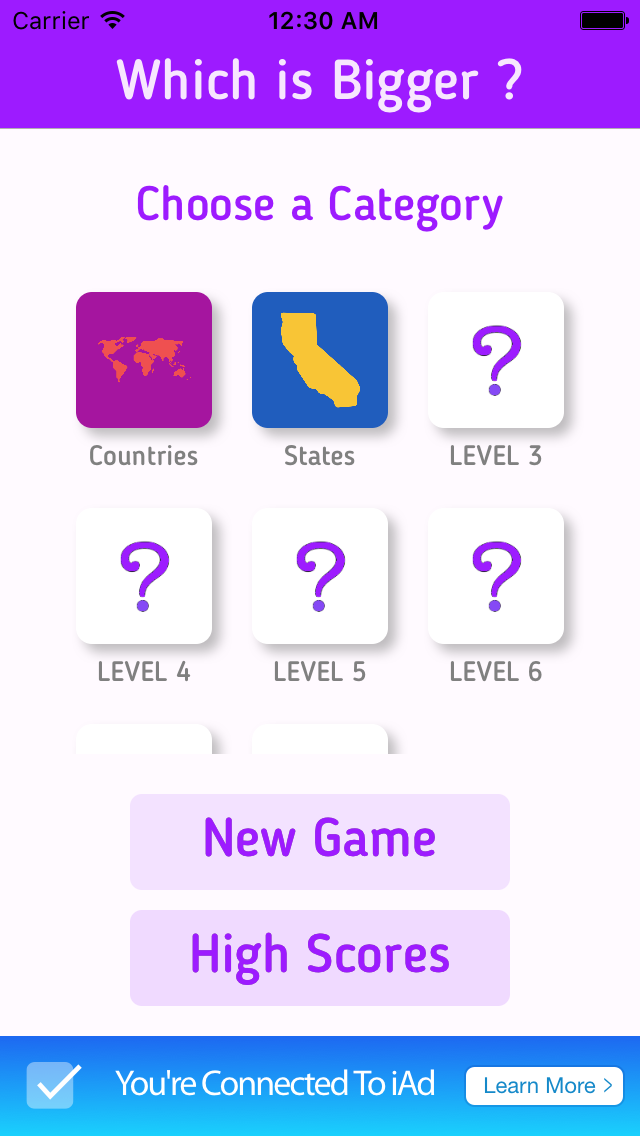 Carrier 12:30 AM
Which is Bigger ?
Choose a Category
?
Countries States LEVEL 3
? ? ?
LEVEL 4 LEVEL 5 LEVEL 6
New Game
High Scores
You're Connected To iAd Learn More >